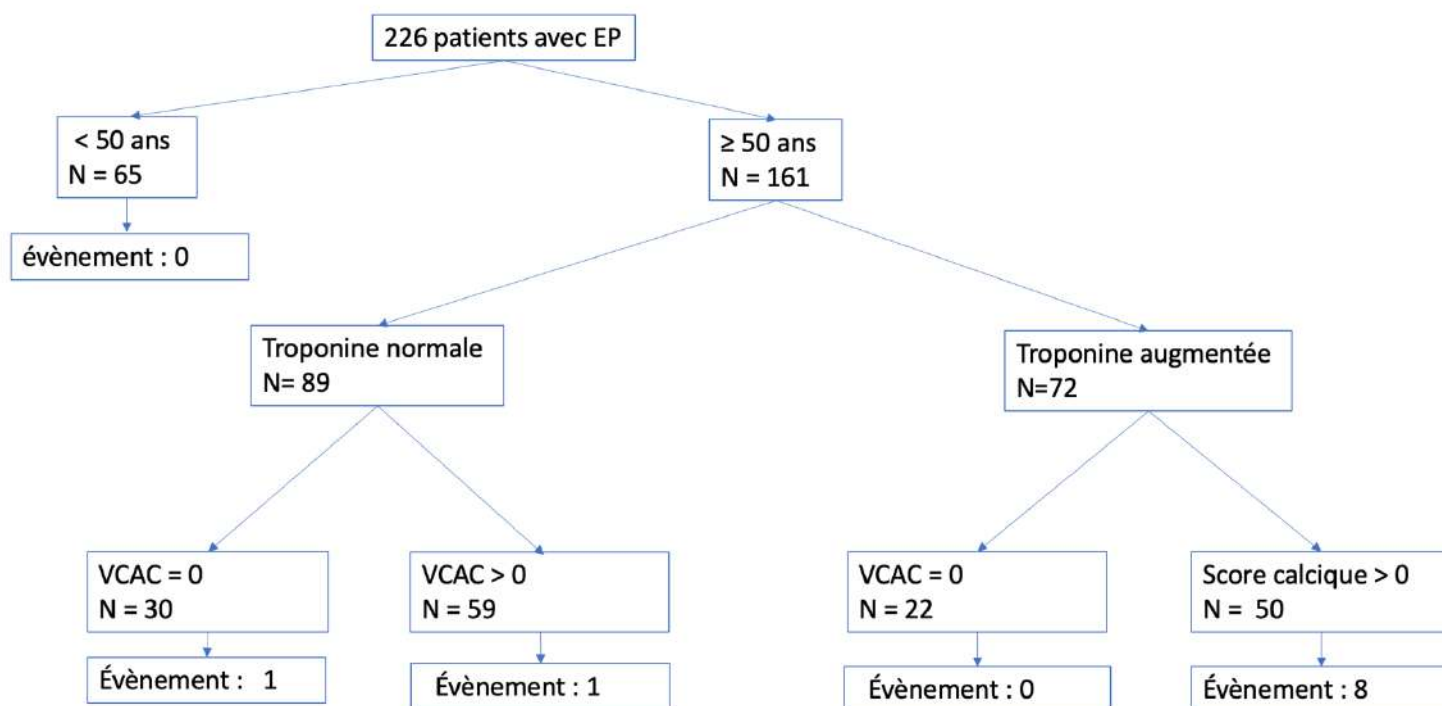 226 patients avec EP
< 50 ans
N = 65
≥ 50 ans
N = 161
évènement : 0
Troponine normale
N= 89
Troponine augmentée
N=72
VCAC = 0
N = 30
VCAC > 0
N = 59
VCAC = 0
N = 22
Score calcique > 0
N = 50
Évènement : 1
Évènement : 1
Évènement : 0
Évènement : 8